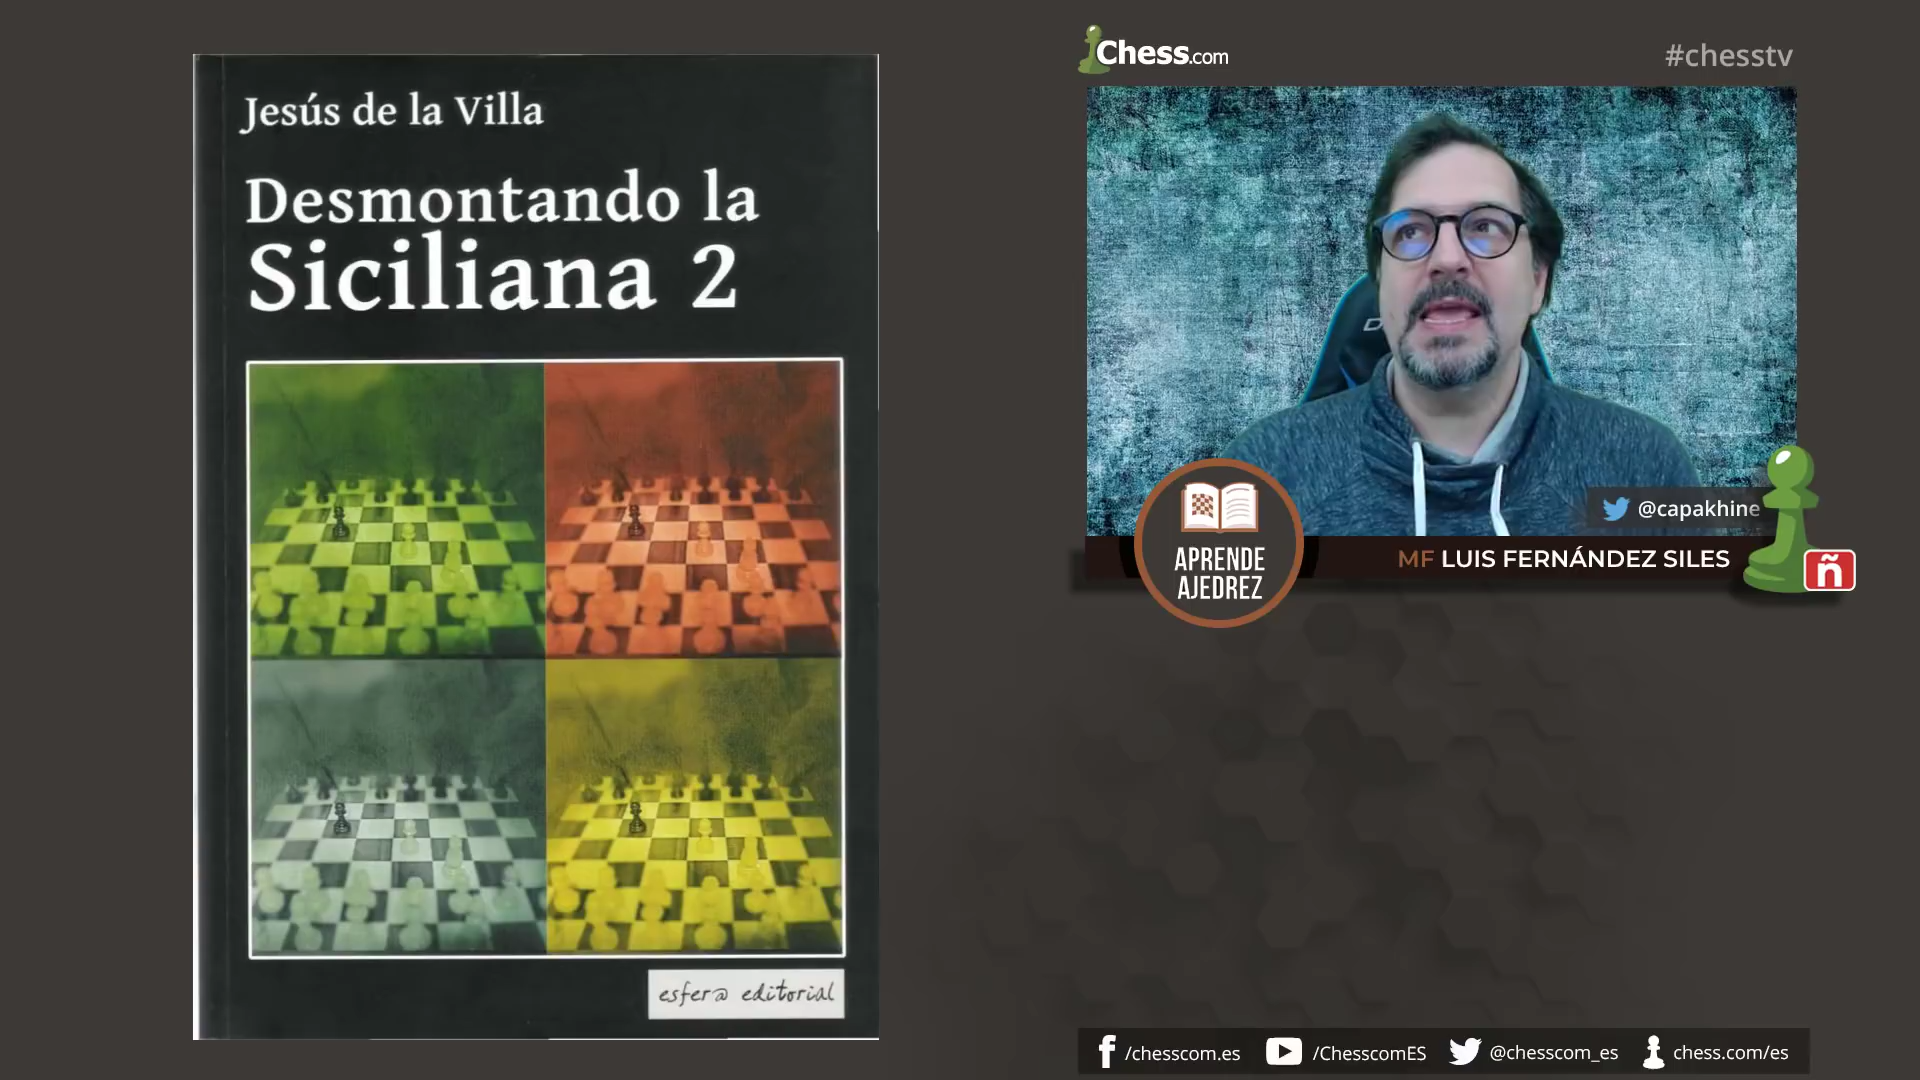 Jesús de la Villa
Desmontando la
Siciliana 2
esfer@ editorial
Chess.com
#chesstv
D
@capakhine
MF LUIS FERNÁNDEZ SILES
ñ
APRENDE
AJEDREZ
/chesscom.es
/ChesscomES
@chesscom_es
chess.com/es